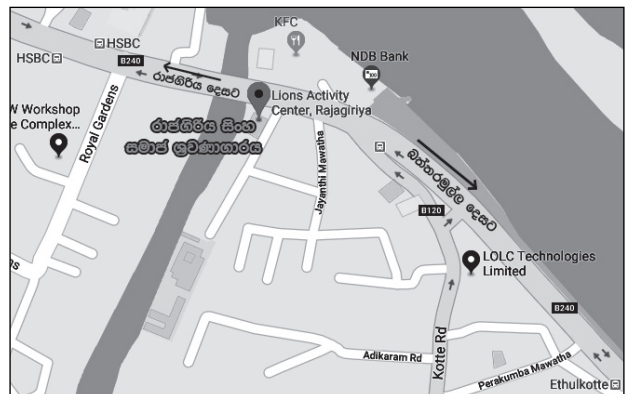 KFC
HSBC
HSBC
B240
NDB Bank
රාජගිරිය දෙසට
Lions Activity
Center, Rajagiriya
W Workshop
e Complex...
Royal Gardens
රාජගිරිය සිංහ
සමාජ ශ්‍රවණාගාරය
Jayanthi Mawatha
බත්තරමුල්ල දෙසට
B120
LOLC Technologies
Limited
ns
B240
Adikaram Rd
Kotte Rd
Perakumba Mawatha
Ethulkotte